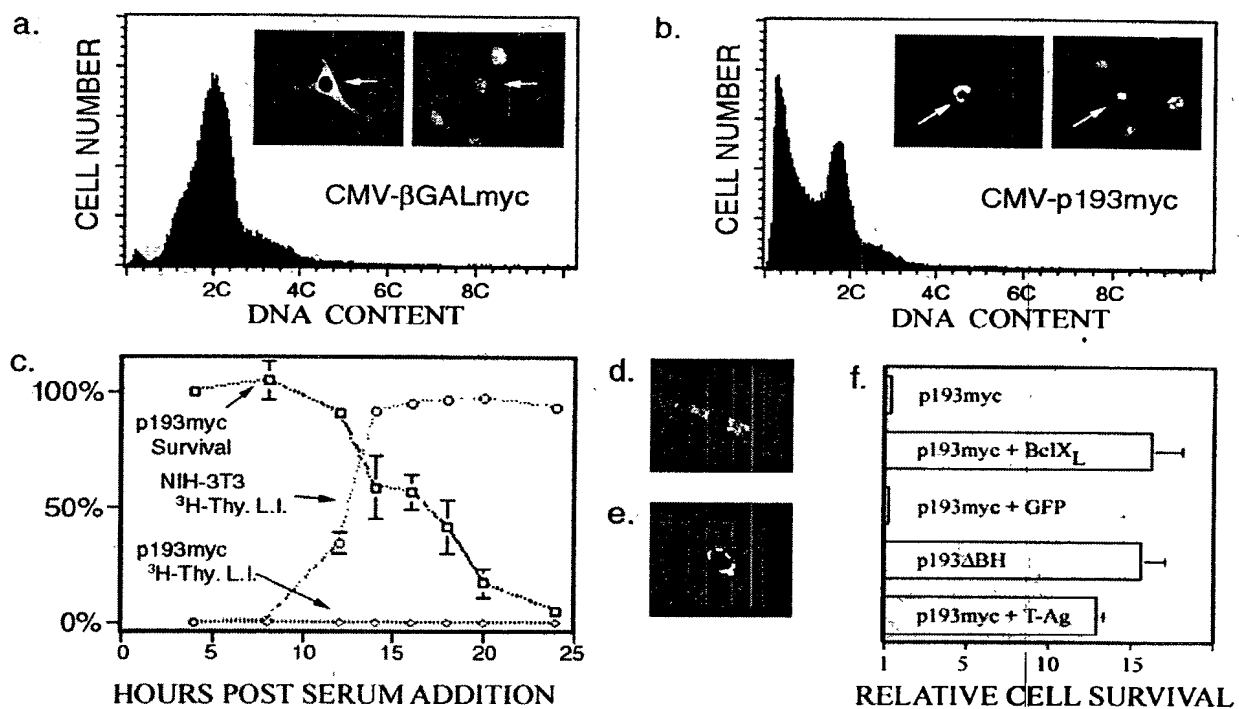 a.
CELL NUMBER
CMV-βGALmyc
2C 4C 6C 8C
DNA CONTENT
b.
CELL NUMBER
CMV-p193myc
2C 4C 6C 8C
DNA CONTENT
c.
100%
50%
0%
p193myc
Survival
NIH-3T3
³H-Thy. L.I.
p193myc
³H-Thy. L.I.
0 5 10 15 20 25
HOURS POST SERUM ADDITION
d.
e.
f.
p193myc
p193myc + BclX_L
p193myc + GFP
p193ΔBH
p193myc + T-Ag
1 5 10 15
RELATIVE CELL SURVIVAL